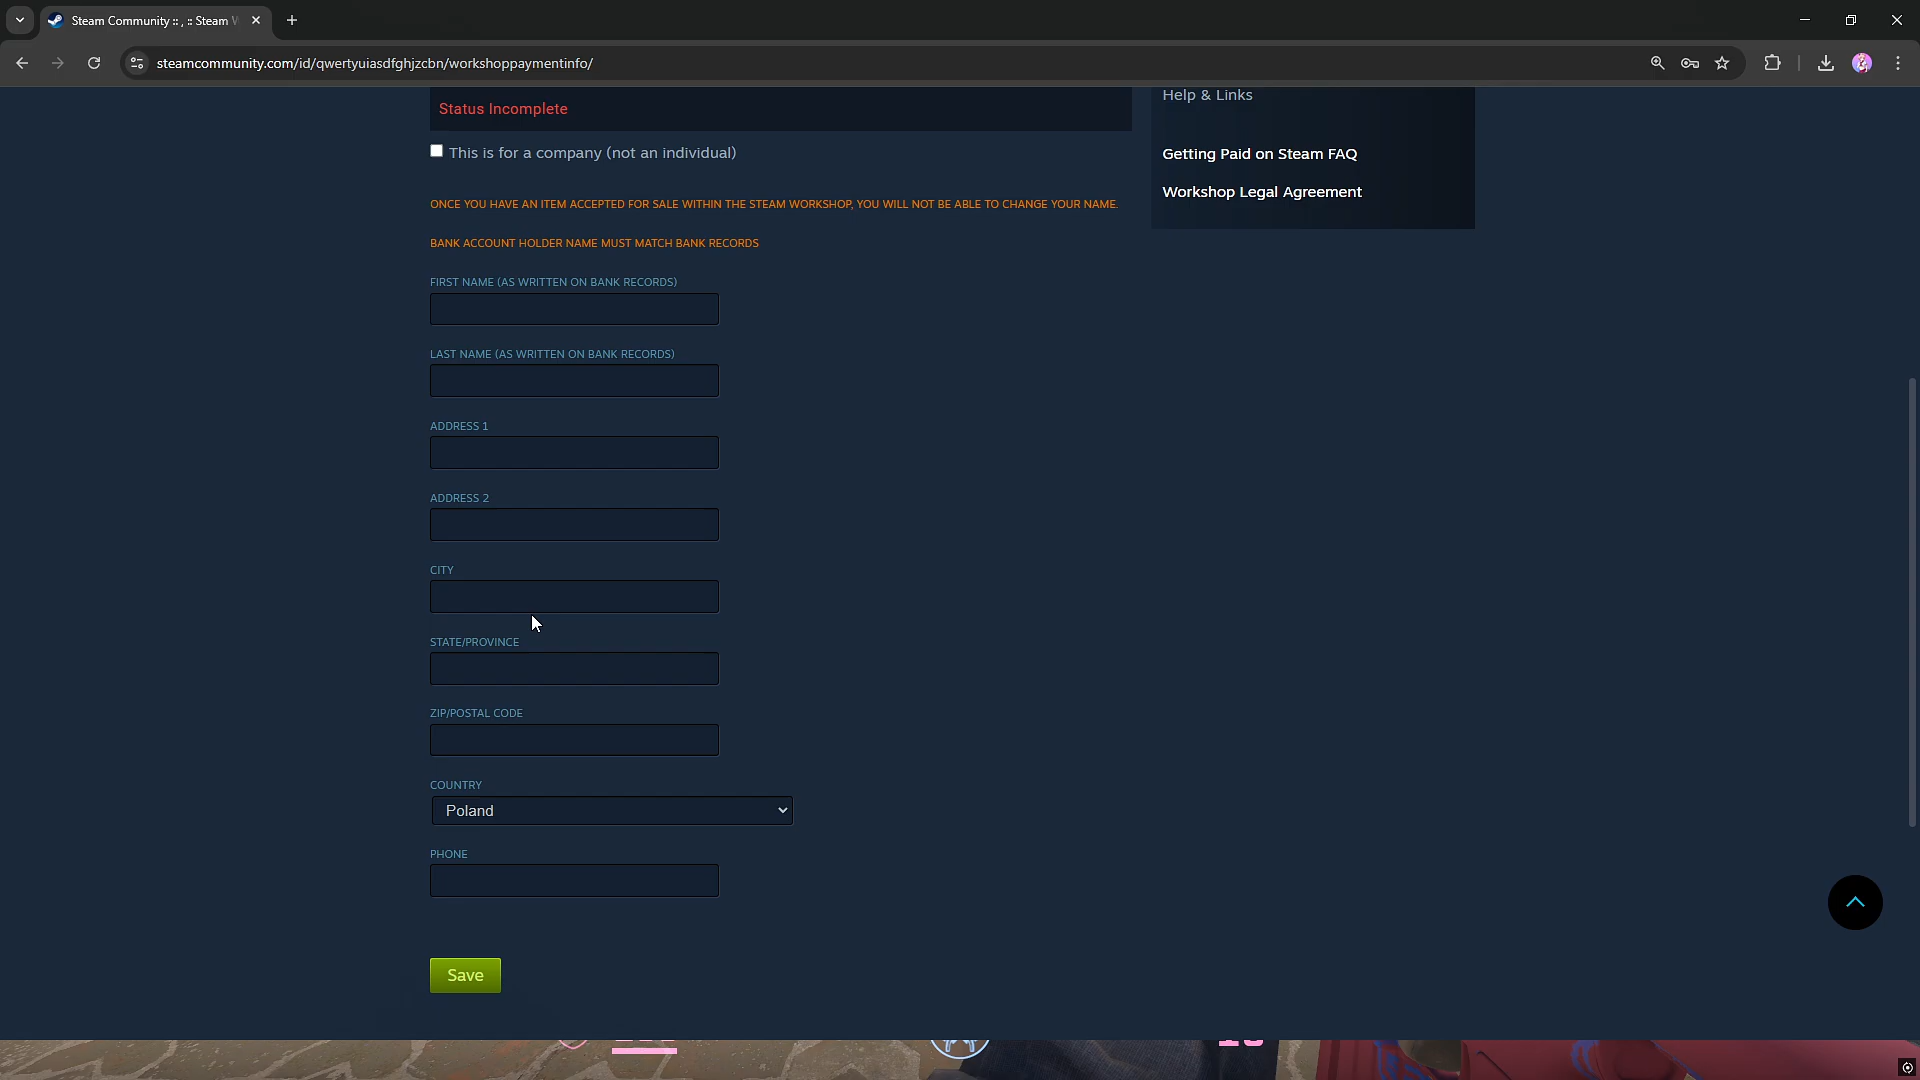 Steam Community :: , :: Steam W
steamcommunity.com/id/qwertyuiasdfghjzcbn/workshoppaymentinfo/
Status Incomplete
Help & Links
This is for a company (not an individual)
Getting Paid on Steam FAQ
Workshop Legal Agreement
ONCE YOU HAVE AN ITEM ACCEPTED FOR SALE WITHIN THE STEAM WORKSHOP, YOU WILL NOT BE ABLE TO CHANGE YOUR NAME.
BANK ACCOUNT HOLDER NAME MUST MATCH BANK RECORDS
FIRST NAME (AS WRITTEN ON BANK RECORDS)
LAST NAME (AS WRITTEN ON BANK RECORDS)
ADDRESS 1
ADDRESS 2
CITY
STATE/PROVINCE
ZIP/POSTAL CODE
COUNTRY
Poland
PHONE
Save